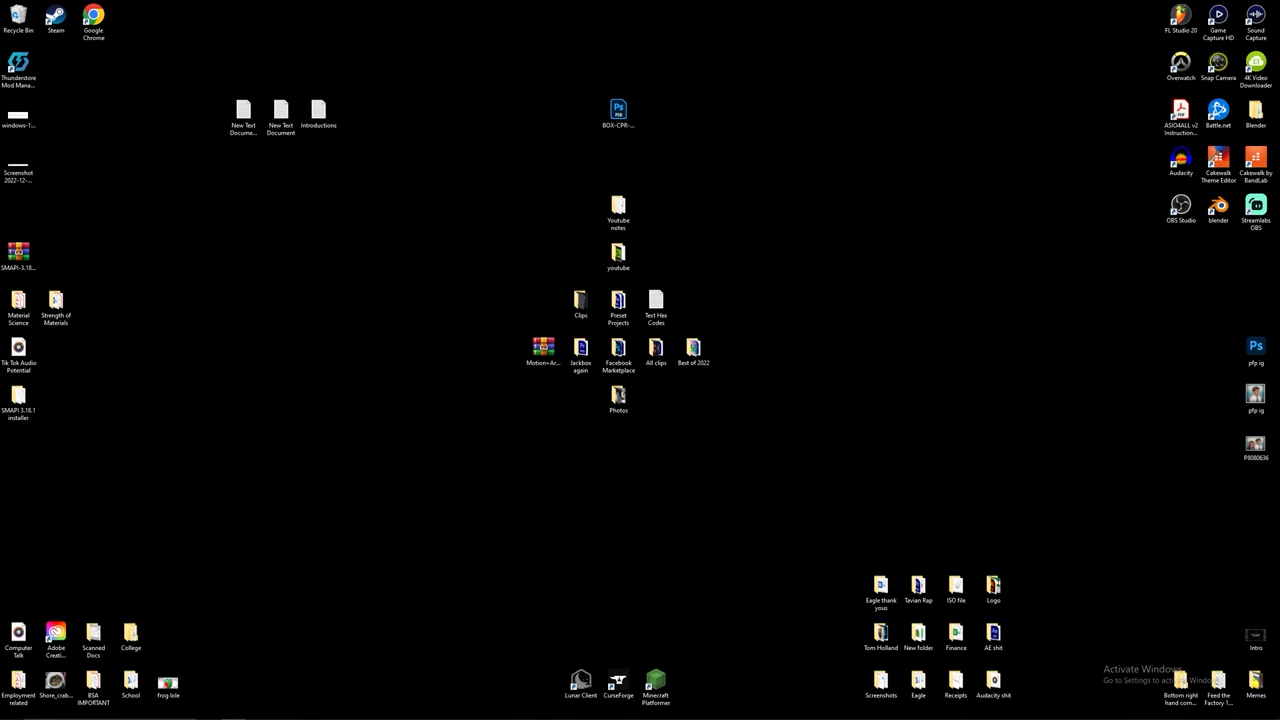 Recycle Bin
Steam
Google
Chrome
FL Studio 20
Game
Capture HD
Sound
Capture
Thunderstore
Mod Mana...
Overwatch
Snap Camera
4K Video
Downloader
windows-1...
New Text
Docume...
New Text
Document
Introductions
BOX-CPR-...
ASIO4ALL v2
Instruction...
Battle.net
Blender
Screenshot
2022-12-...
Audacity
Cakewalk
Theme Editor
Cakewalk by
BandLab
Youtube
notes
OBS Studio
blender
Streamlabs
OBS
SMAPI-3.18...
youtube
Material
Science
Strength of
Materials
Clips
Preset
Projects
Text Hex
Codes
Tik Tok Audio
Potential
Motion+Ar...
Jackbox
again
Facebook
Marketplace
All clips
Best of 2022
pfp ig
SMAPI 3.18.1
installer
Photos
pfp ig
P8080636
Eagle thank
yous
Tavian Rap
ISO file
Logo
Computer
Talk
Adobe
Creati...
Scanned
Docs
College
Tom Holland
New folder
Finance
AE shit
Intro
Employment
related
Shore_crab...
BSA
IMPORTANT
School
frog lole
Lunar Client
CurseForge
Minecraft
Platformer
Screenshots
Eagle
Receipts
Audacity shit
Activate Windows
Go to Settings to activate Windows.
Bottom right
hand corn...
Feed the
Factory 1...
Memes